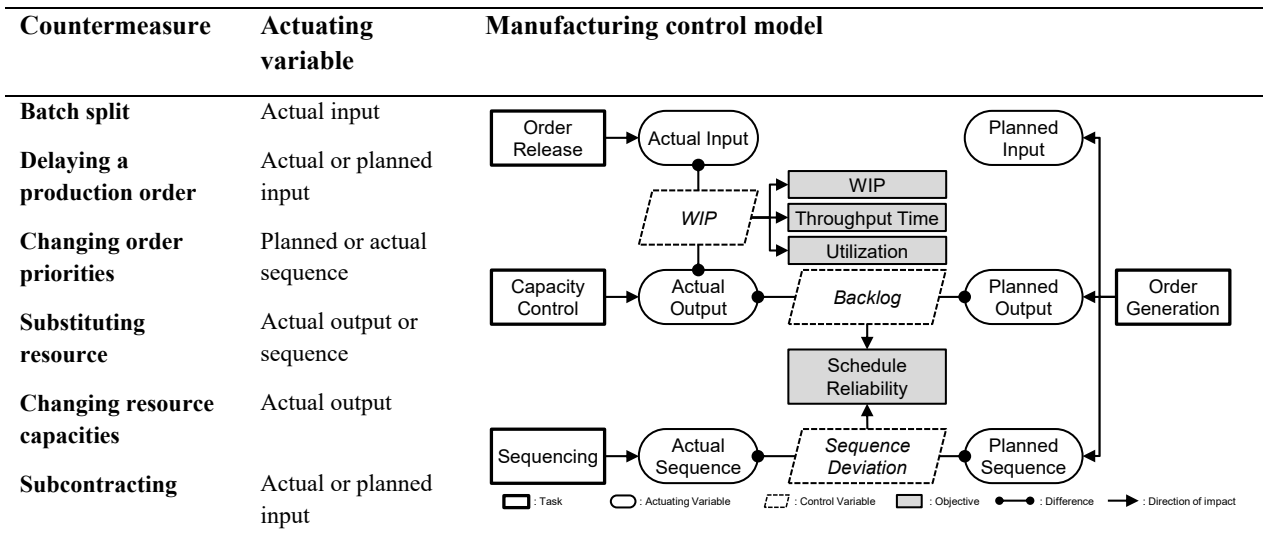 Countermeasure
Actuating
variable
Manufacturing control model
Batch split
Actual input
Delaying a
production order
Actual or planned
input
Changing order
priorities
Planned or actual
sequence
Substituting
resource
Actual output or
sequence
Changing resource
capacities
Actual output
Subcontracting
Actual or planned
input
Order
Release
Actual Input
Planned
Input
WIP
WIP
Throughput Time
Utilization
Capacity
Control
Actual
Output
Backlog
Planned
Output
Order
Generation
Schedule
Reliability
Sequencing
Actual
Sequence
Sequence
Deviation
Planned
Sequence
: Task
: Actuating Variable
: Control Variable
: Objective
: Difference
: Direction of impact